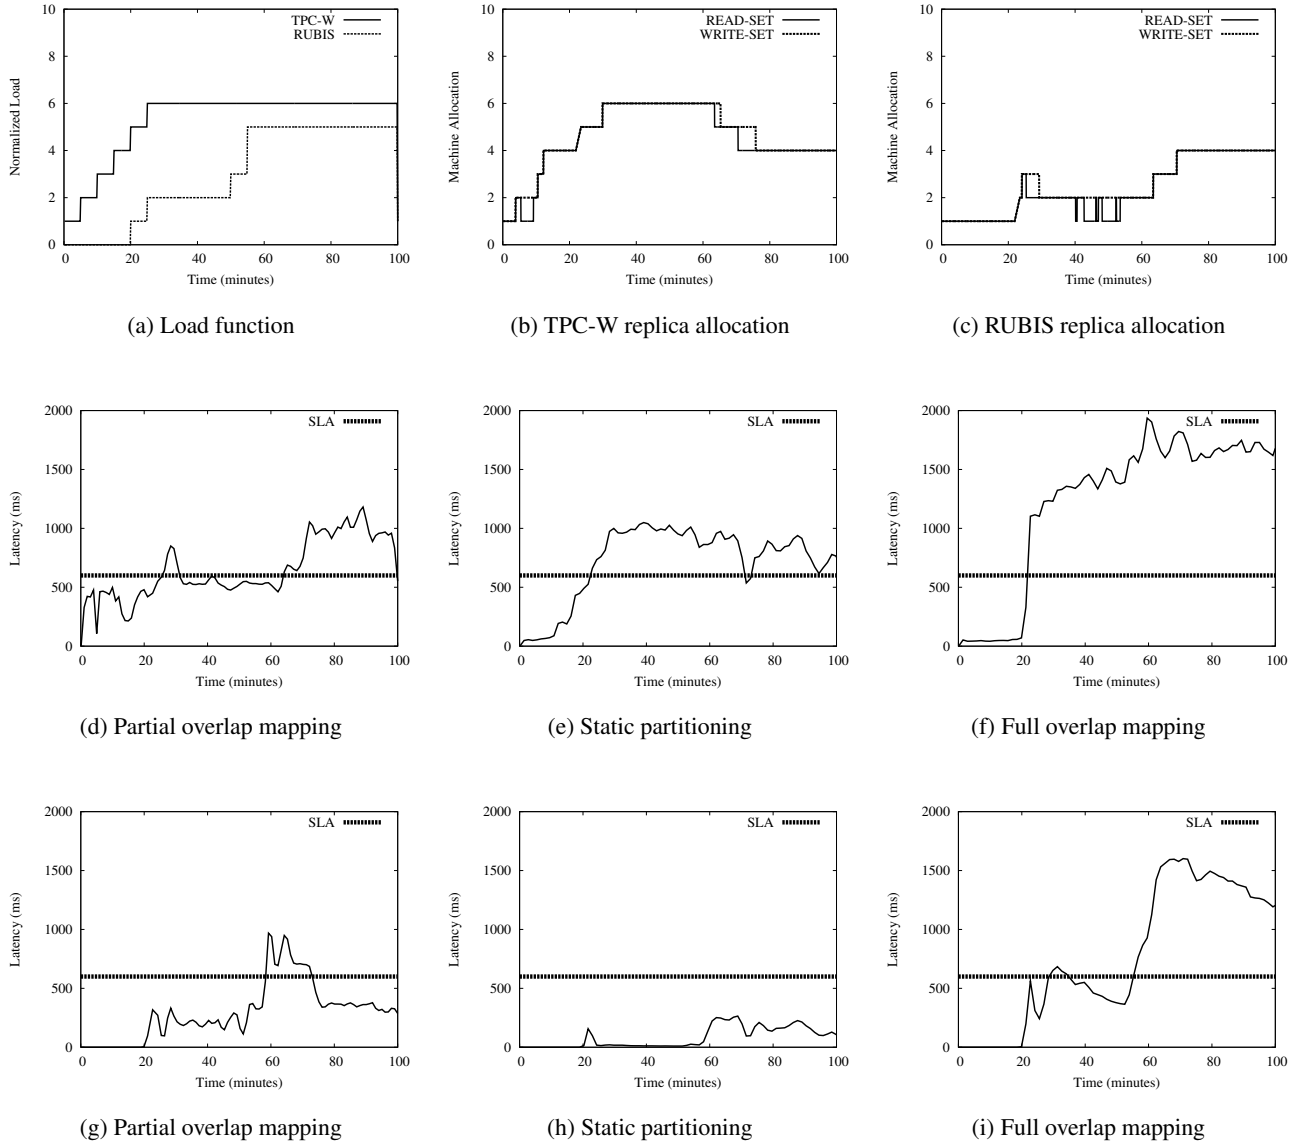 TPC-W
RUBIS
10
8
6
4
2
0
Normalized Load
0 20 40 60 80 100
Time (minutes)
(a) Load function
READ-SET
WRITE-SET
10
8
6
4
2
0
Machine Allocation
0 20 40 60 80 100
Time (minutes)
(b) TPC-W replica allocation
READ-SET
WRITE-SET
10
8
6
4
2
0
Machine Allocation
0 20 40 60 80 100
Time (minutes)
(c) RUBIS replica allocation
SLA
2000
1500
1000
500
0
Latency (ms)
0 20 40 60 80 100
Time (minutes)
(d) Partial overlap mapping
SLA
2000
1500
1000
500
0
Latency (ms)
0 20 40 60 80 100
Time (minutes)
(e) Static partitioning
SLA
2000
1500
1000
500
0
Latency (ms)
0 20 40 60 80 100
Time (minutes)
(f) Full overlap mapping
SLA
2000
1500
1000
500
0
Latency (ms)
0 20 40 60 80 100
Time (minutes)
(g) Partial overlap mapping
SLA
2000
1500
1000
500
0
Latency (ms)
0 20 40 60 80 100
Time (minutes)
(h) Static partitioning
SLA
2000
1500
1000
500
0
Latency (ms)
0 20 40 60 80 100
Time (minutes)
(i) Full overlap mapping